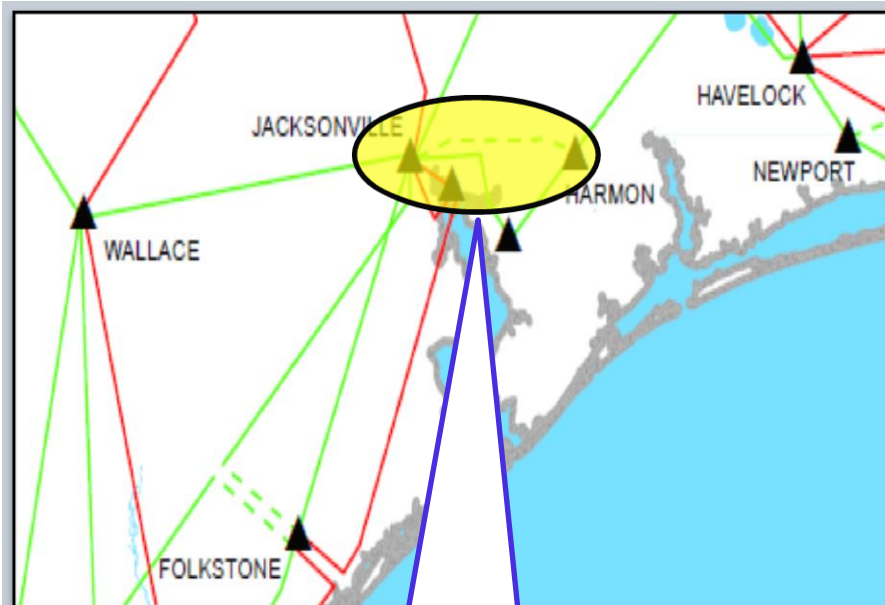 HAVELOCK
JACKSONVILLE
NEWPORT
HARMON
WALLACE
FOLKSTONE